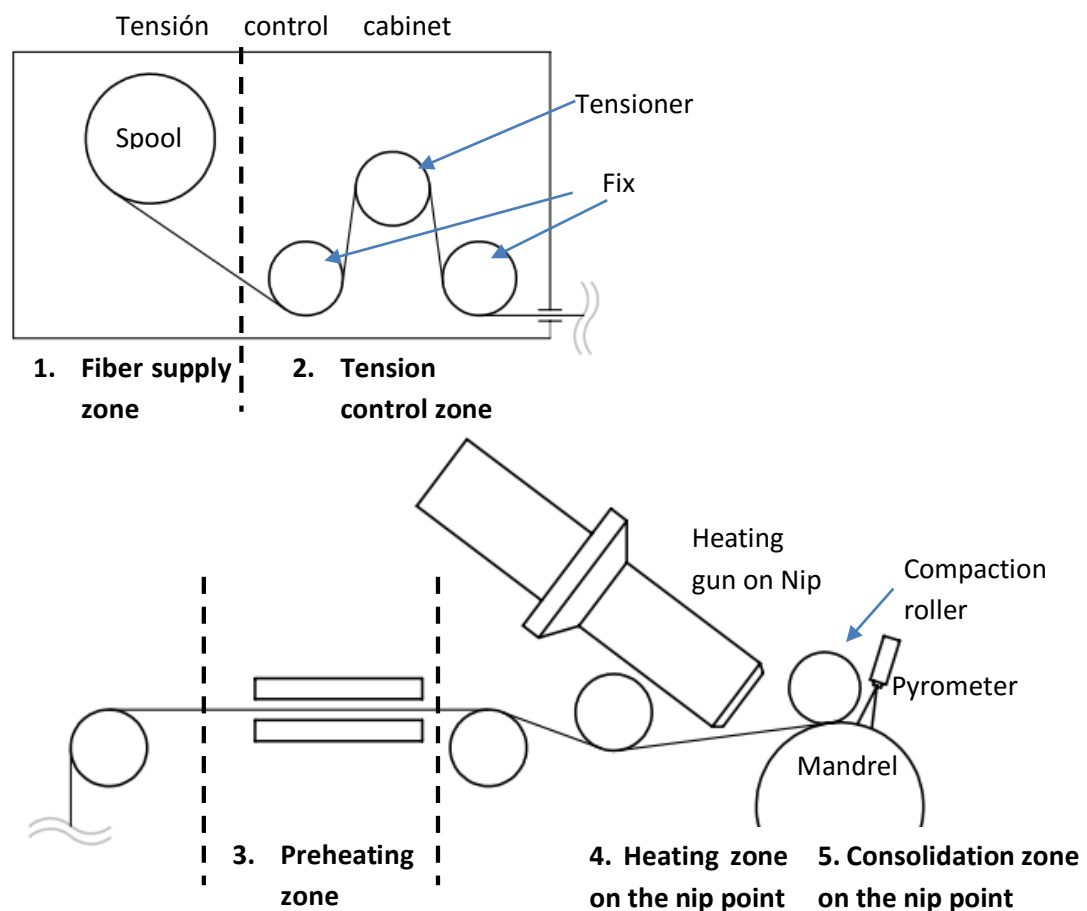 Tensión control cabinet
Spool
Tensioner
Fix
1. Fiber supply
zone
2. Tension
control zone
Heating
gun on Nip
Compaction
roller
Pyrometer
Mandrel
3. Preheating
zone
4. Heating zone
on the nip point
5. Consolidation zone
on the nip point